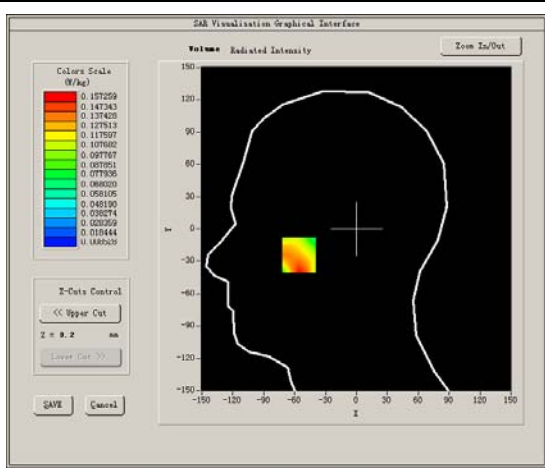 SAR Visualisation Graphical Interface
Volume Radiated Intensity
Zoom In/Out
Colors Scale
(W/kg)
0.157259
0.147343
0.137428
0.127513
0.117597
0.107682
0.097767
0.087851
0.077936
0.068020
0.058105
0.048190
0.038274
0.028359
0.018444
0.008528
Z-Cuts Control
<< Upper Cut
Z = 0.2 mm
Lower Cut >>
SAVE Cancel
150
120
90
60
30
0
-30
-60
-90
-120
-150
Y
-150 -120 -90 -60 -30 0 30 60 90 120 150
X